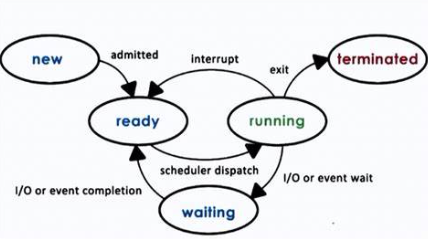 new
admitted
interrupt
exit
terminated
ready
running
scheduler dispatch
I/O or event completion
I/O or event wait
waiting